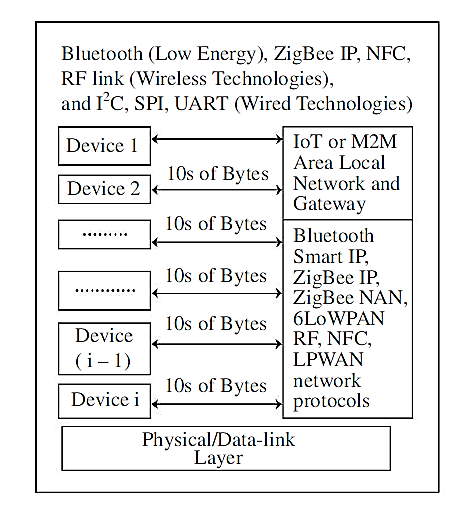 Bluetooth (Low Energy), ZigBee IP, NFC,
RF link (Wireless Technologies),
and I²C, SPI, UART (Wired Technologies)
Device 1
IoT or M2M
Area Local
Network and
Gateway
Device 2
10s of Bytes
.........
10s of Bytes
............
10s of Bytes
Device
( i – 1)
10s of Bytes
Device i
10s of Bytes
Bluetooth
Smart IP,
ZigBee IP,
ZigBee NAN,
6LoWPAN
RF, NFC,
LPWAN
network
protocols
Physical/Data-link
Layer